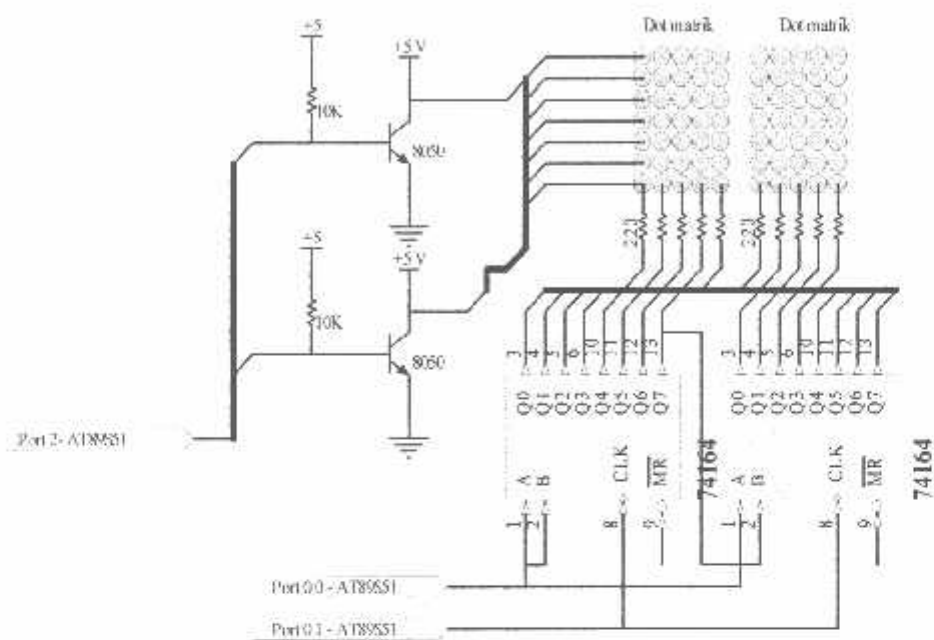 +5
+5 V
10K
8050
+5
+5 V
10K
8050
Dot matrik
Dot matrik
220
220
3 4 5 6 10 11 12 13
Q0 Q1 Q2 Q3 Q4 Q5 Q6 Q7
A B CLK MR
1 2 8 9
74164
3 4 5 6 10 11 12 13
Q0 Q1 Q2 Q3 Q4 Q5 Q6 Q7
A B CLK MR
1 2 8 9
74164
Port 2 - AT89S51
Port 0.0 - AT89S51
Port 0.1 - AT89S51